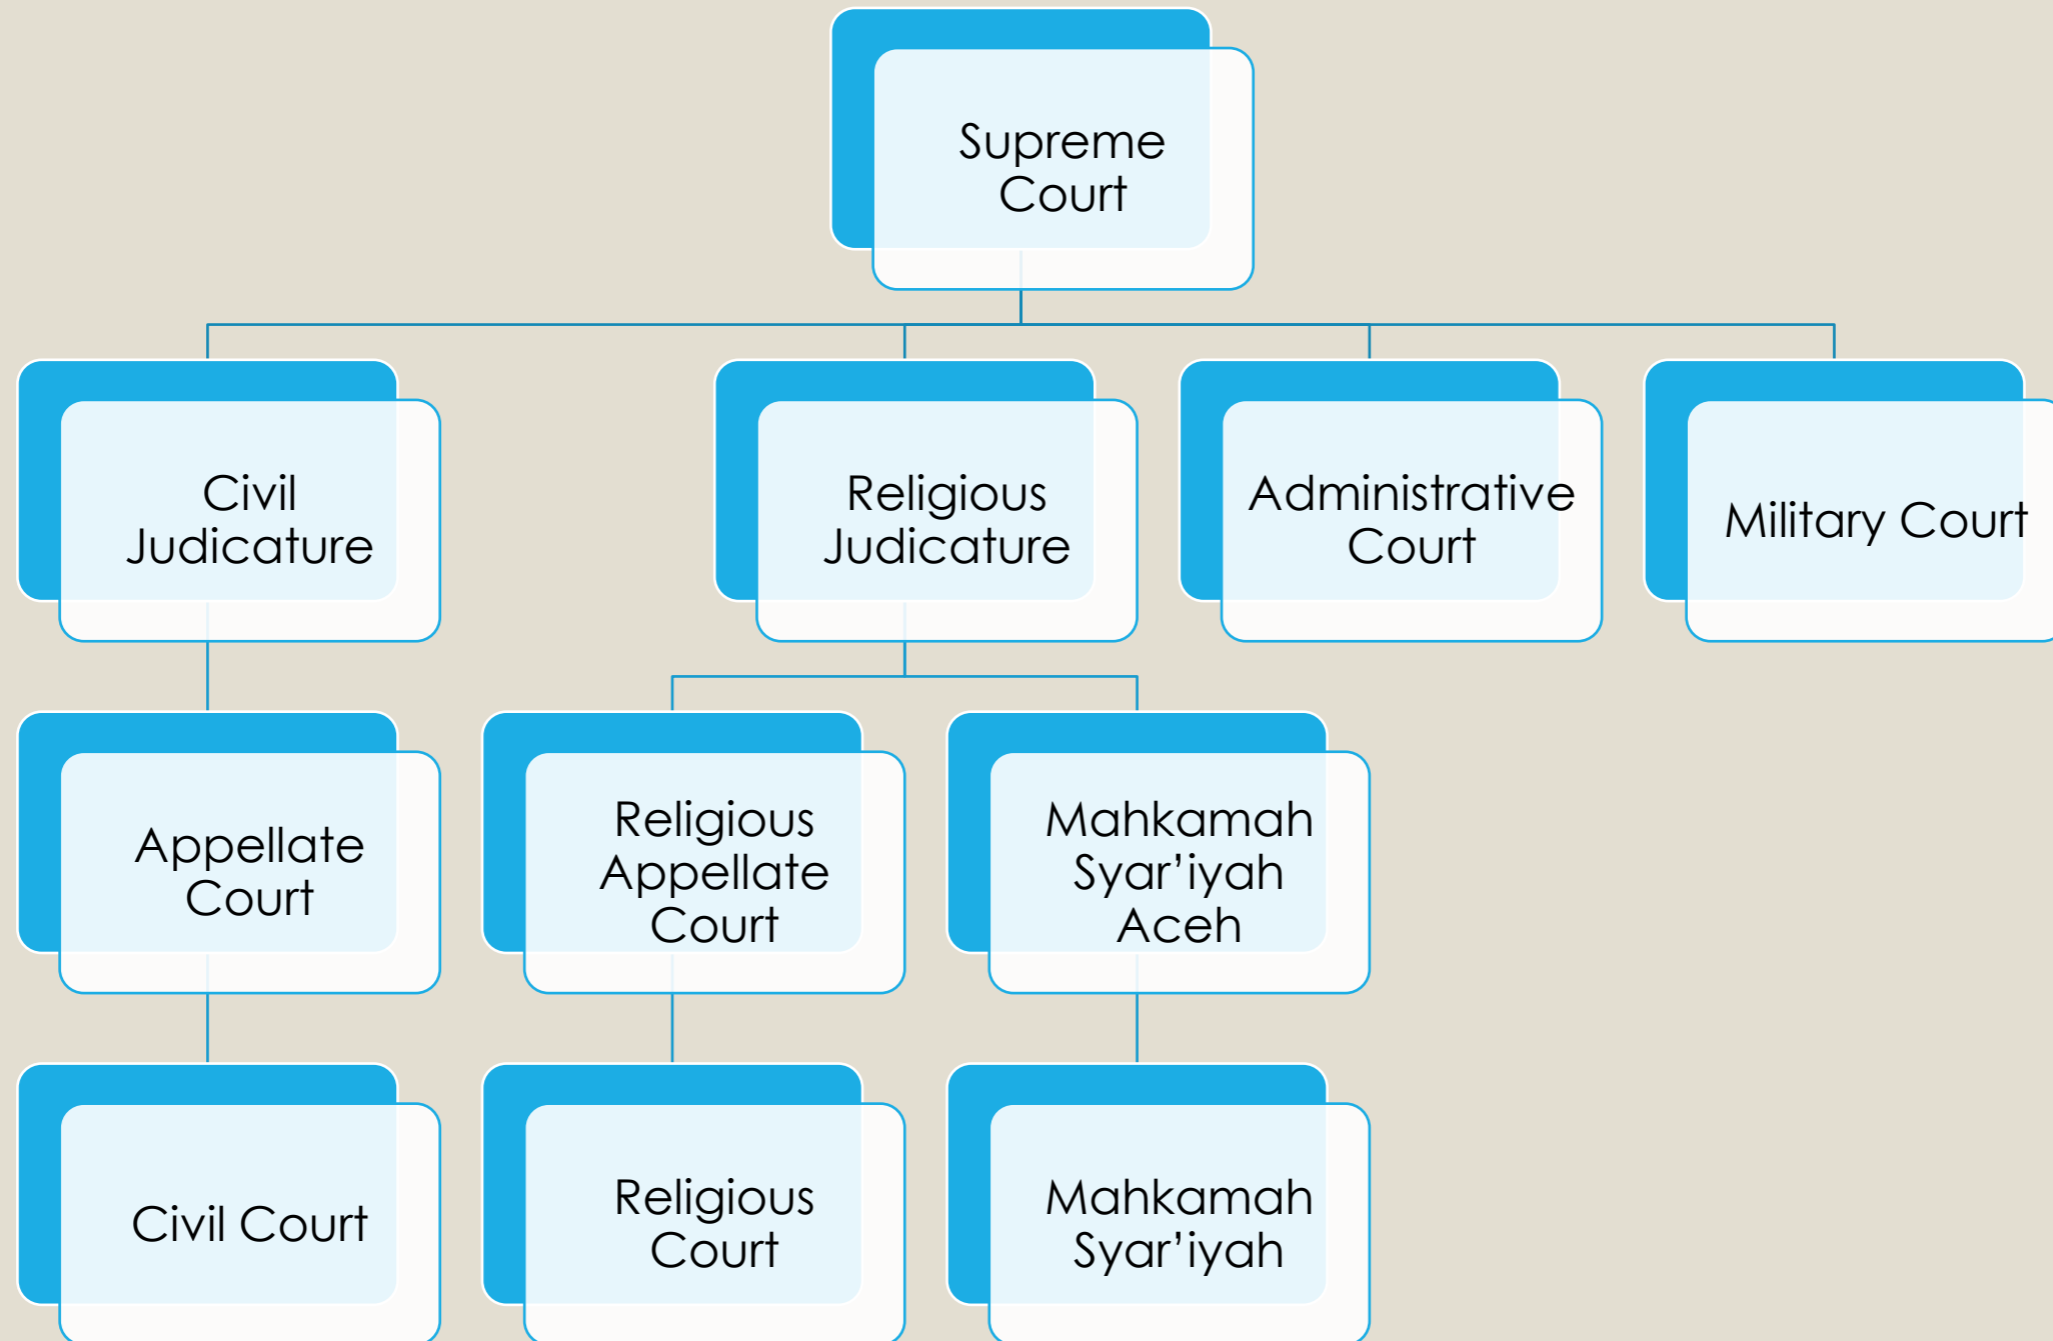 Supreme
Court
Civil
Judicature
Religious
Judicature
Administrative
Court
Military Court
Appellate
Court
Religious
Appellate
Court
Mahkamah
Syar’iyah
Aceh
Civil Court
Religious
Court
Mahkamah
Syar’iyah